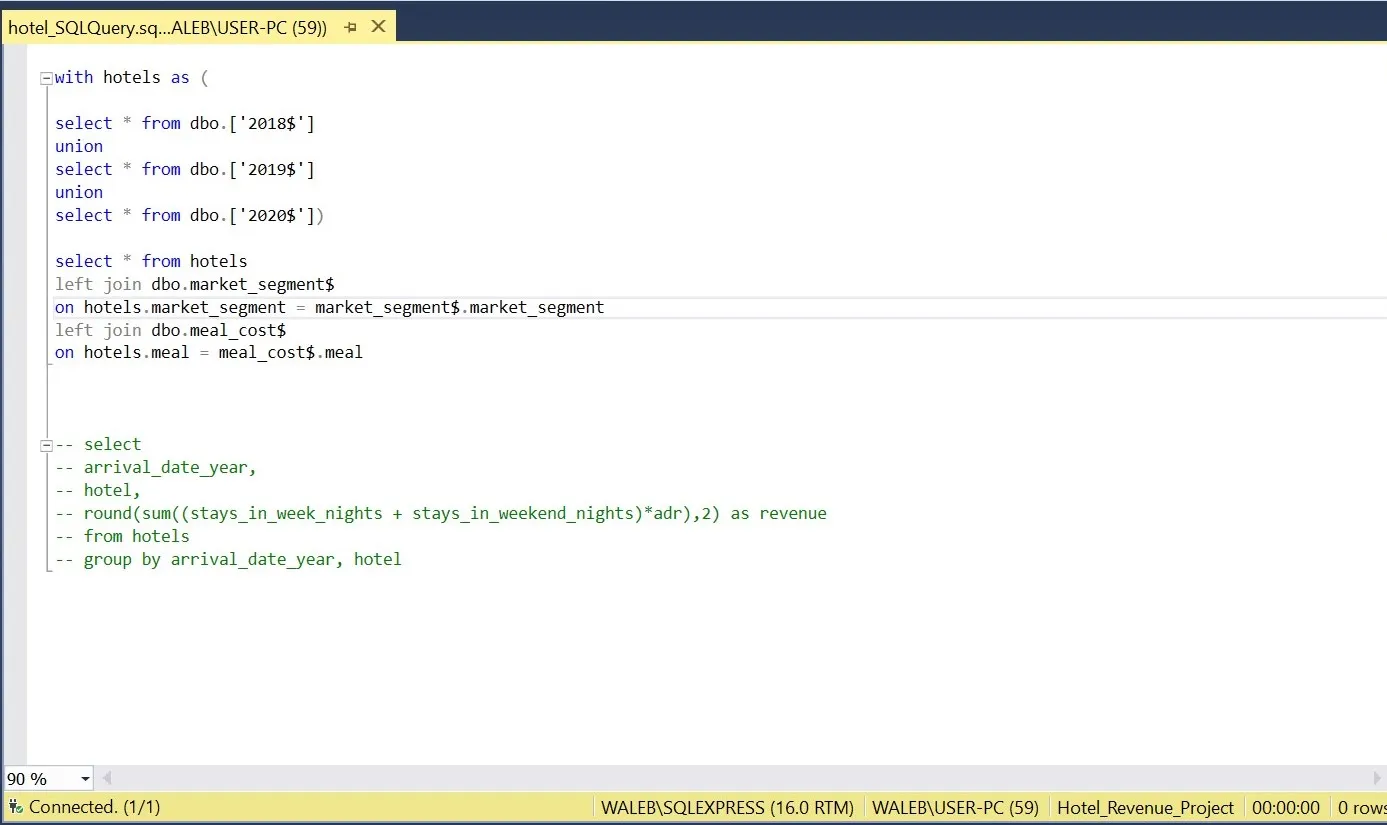 hotel_SQLQuery.sq...ALEB\USER-PC (59))
with hotels as (
select * from dbo.['2018$']
union
select * from dbo.['2019$']
union
select * from dbo.['2020$'])
select * from hotels
left join dbo.market_segment$
on hotels.market_segment = market_segment$.market_segment
left join dbo.meal_cost$
on hotels.meal = meal_cost$.meal
-- select
-- arrival_date_year,
-- hotel,
-- round(sum((stays_in_week_nights + stays_in_weekend_nights)*adr),2) as revenue
-- from hotels
-- group by arrival_date_year, hotel
90 %
Connected. (1/1) WALEB\SQLEXPRESS (16.0 RTM) WALEB\USER-PC (59) Hotel_Revenue_Project 00:00:00 0 rows